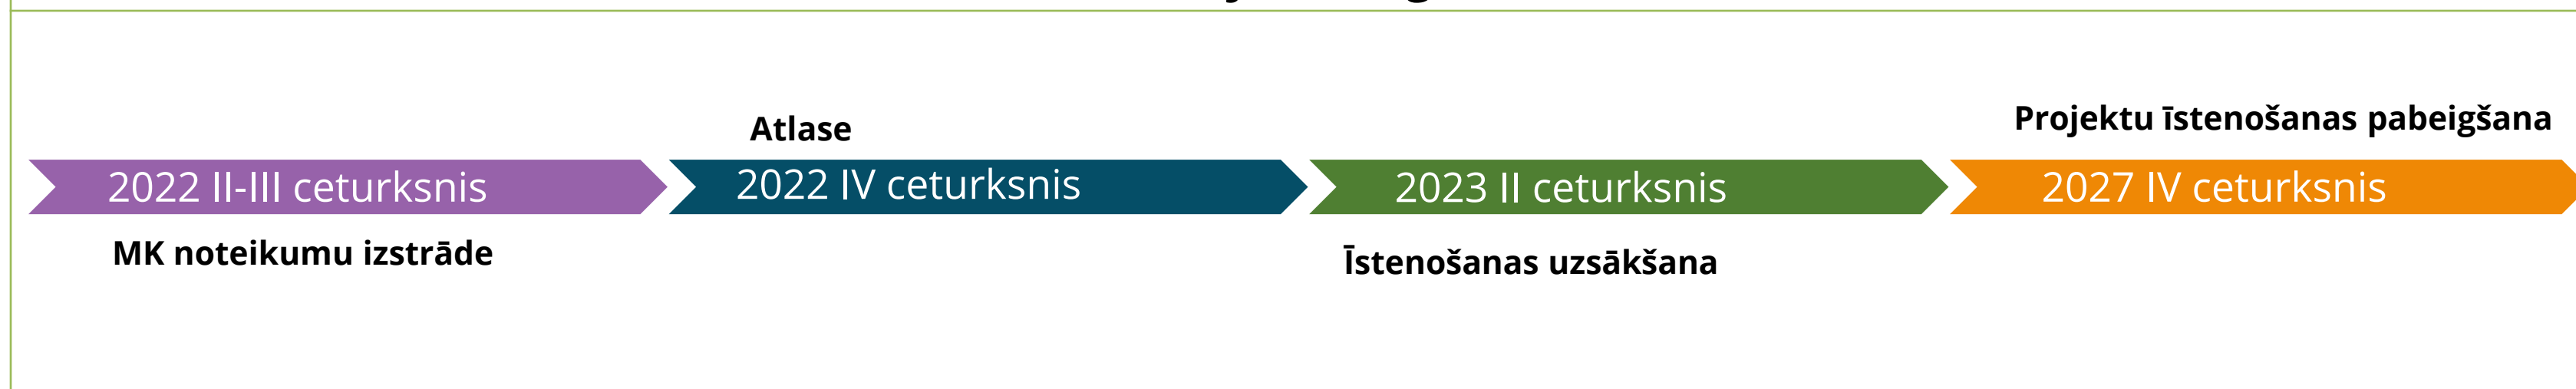 Atlase
Projektu īstenošanas pabeigšana
2022 II-III ceturksnis
2022 IV ceturksnis
2023 II ceturksnis
2027 IV ceturksnis
MK noteikumu izstrāde
Īstenošanas uzsākšana